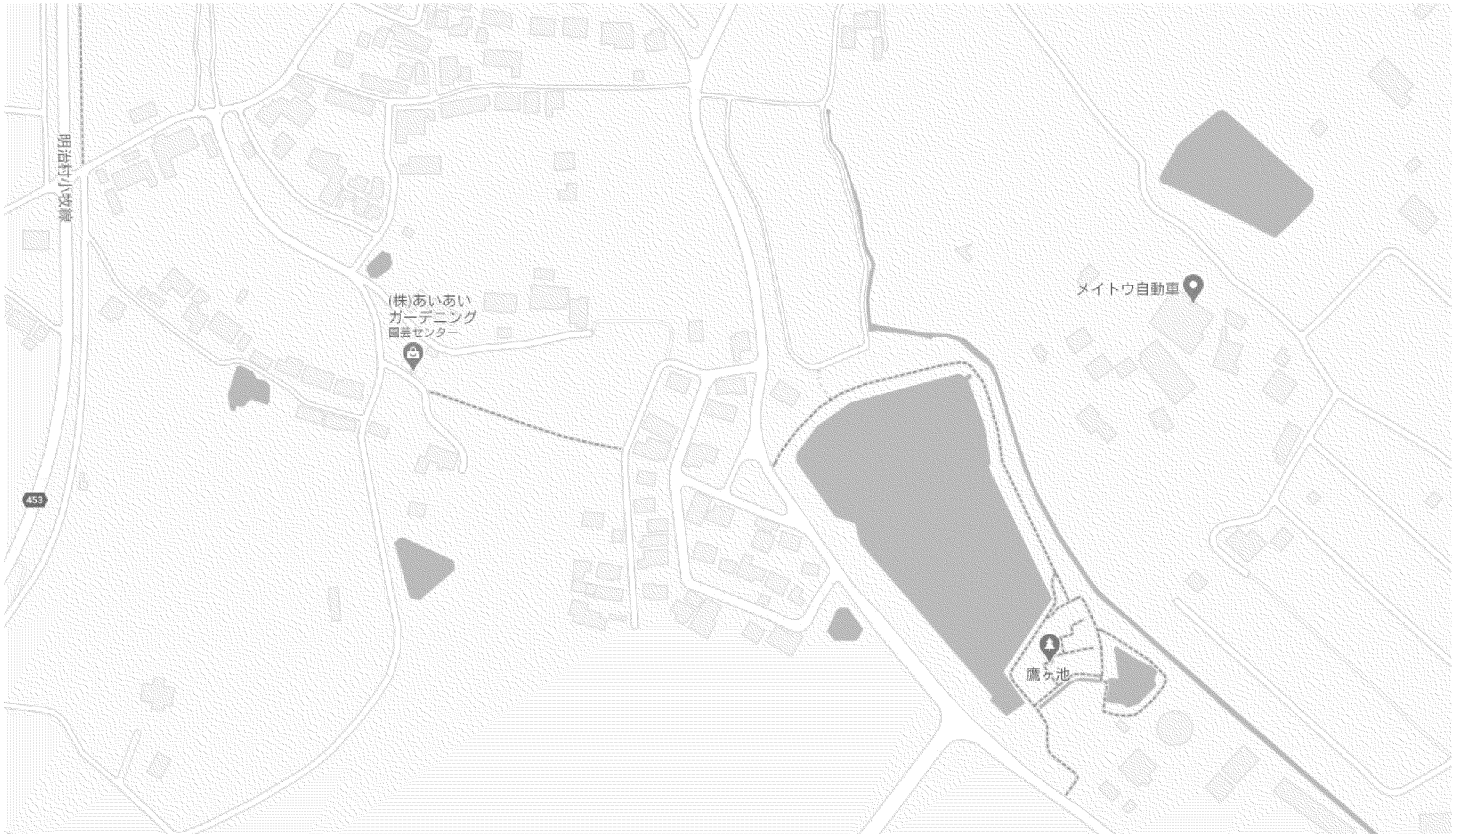 明治村小牧線
(株)あいあい
ガーデニング
園芸センター
メイトウ自動車
453
鷹ヶ池